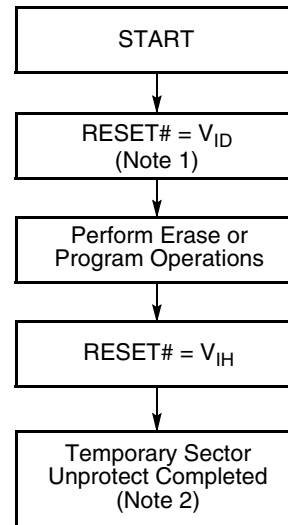 START
RESET# = V_ID
(Note 1)
Perform Erase or
Program Operations
RESET# = V_IH
Temporary Sector
Unprotect Completed
(Note 2)